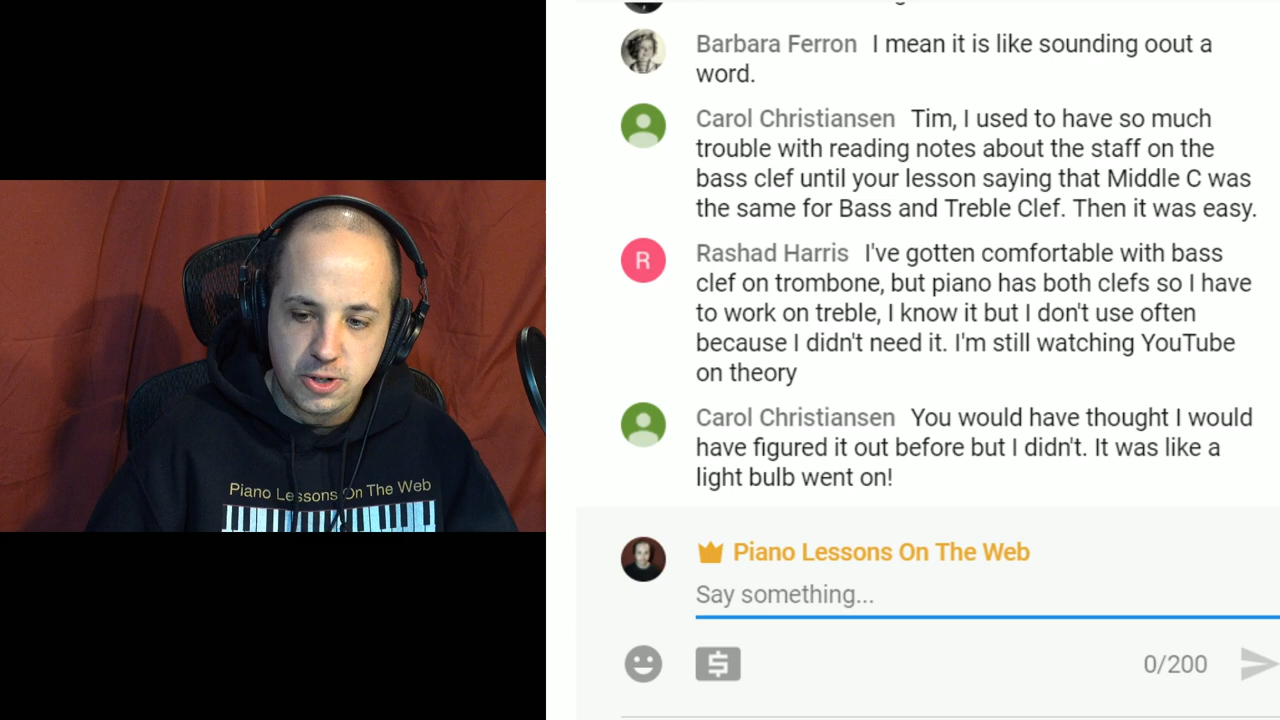 Barbara Ferron I mean it is like sounding oout a
word.
Carol Christiansen Tim, I used to have so much
trouble with reading notes about the staff on the
bass clef until your lesson saying that Middle C was
the same for Bass and Treble Clef. Then it was easy.
R
Rashad Harris I've gotten comfortable with bass
clef on trombone, but piano has both clefs so I have
to work on treble, I know it but I don't use often
because I didn't need it. I'm still watching YouTube
on theory
Carol Christiansen You would have thought I would
have figured it out before but I didn't. It was like a
light bulb went on!
Piano Lessons On The Web
Say something...
0/200
Piano Lessons On The Web